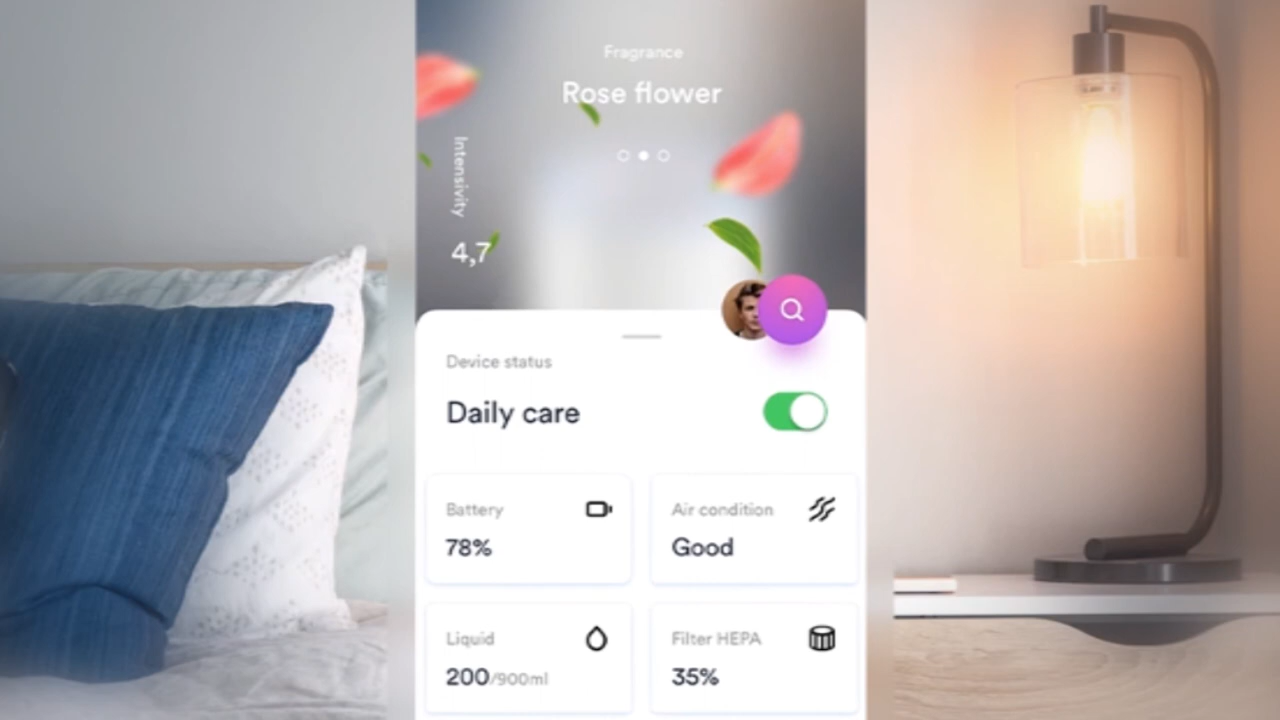 Fragrance
Rose flower
Intensivity
4,7
Device status
Daily care
Battery
78%
Air condition
Good
Liquid
200/900ml
Filter HEPA
35%